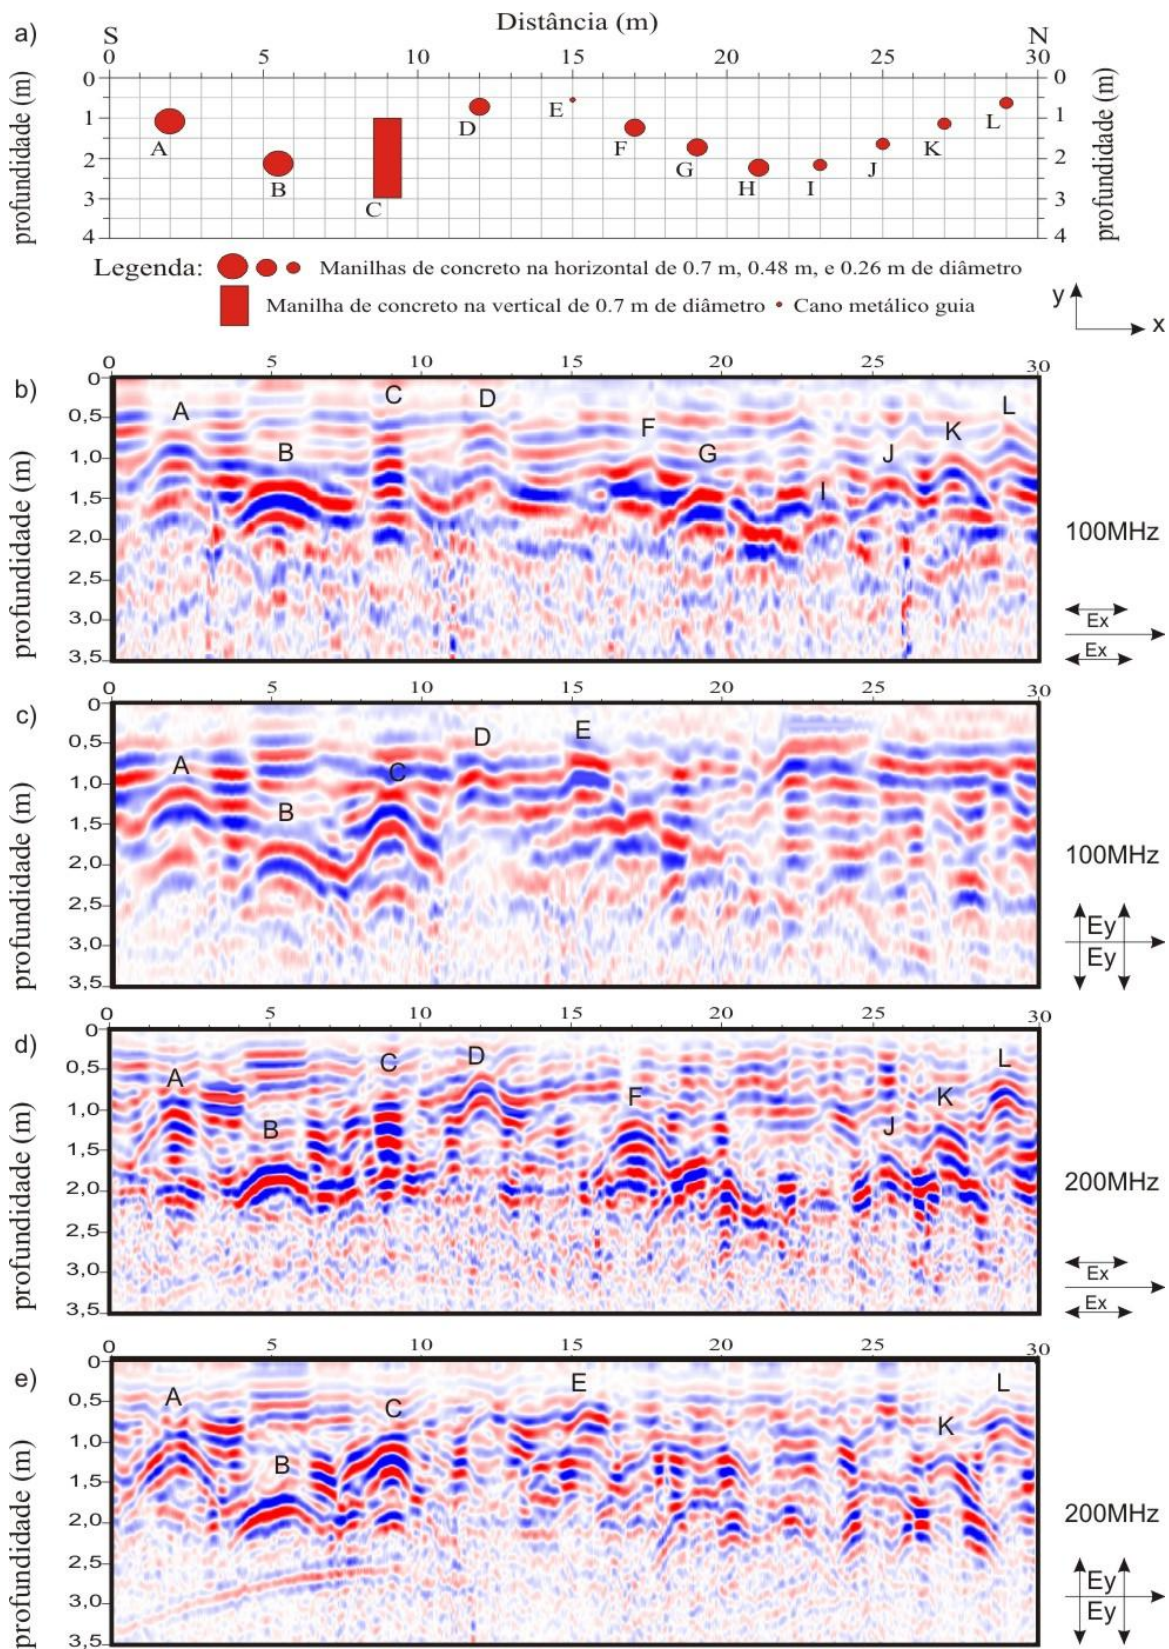 a)
Distância (m)
S N
0 5 10 15 20 25 30
profundidade (m)
0 0
1 1
2 2
3 3
4 4
profundidade (m)
A B C D E F G H I J K L
Legenda: Manilhas de concreto na horizontal de 0.7 m, 0.48 m, e 0.26 m de diâmetro
Manilha de concreto na vertical de 0.7 m de diâmetro Cano metálico guia
y
x
b)
0 5 10 15 20 25 30
profundidade (m)
0
0,5
1,0
1,5
2,0
2,5
3,0
3,5
A B C D F G I J K L
100MHz
Ex
Ex
c)
0 5 10 15 20 25 30
profundidade (m)
0
0,5
1,0
1,5
2,0
2,5
3,0
3,5
A B C D E
100MHz
Ey
Ey
d)
0 5 10 15 20 25 30
profundidade (m)
0
0,5
1,0
1,5
2,0
2,5
3,0
3,5
A B C D F J K L
200MHz
Ex
Ex
e)
0 5 10 15 20 25 30
profundidade (m)
0
0,5
1,0
1,5
2,0
2,5
3,0
3,5
A B C E K L
200MHz
Ey
Ey